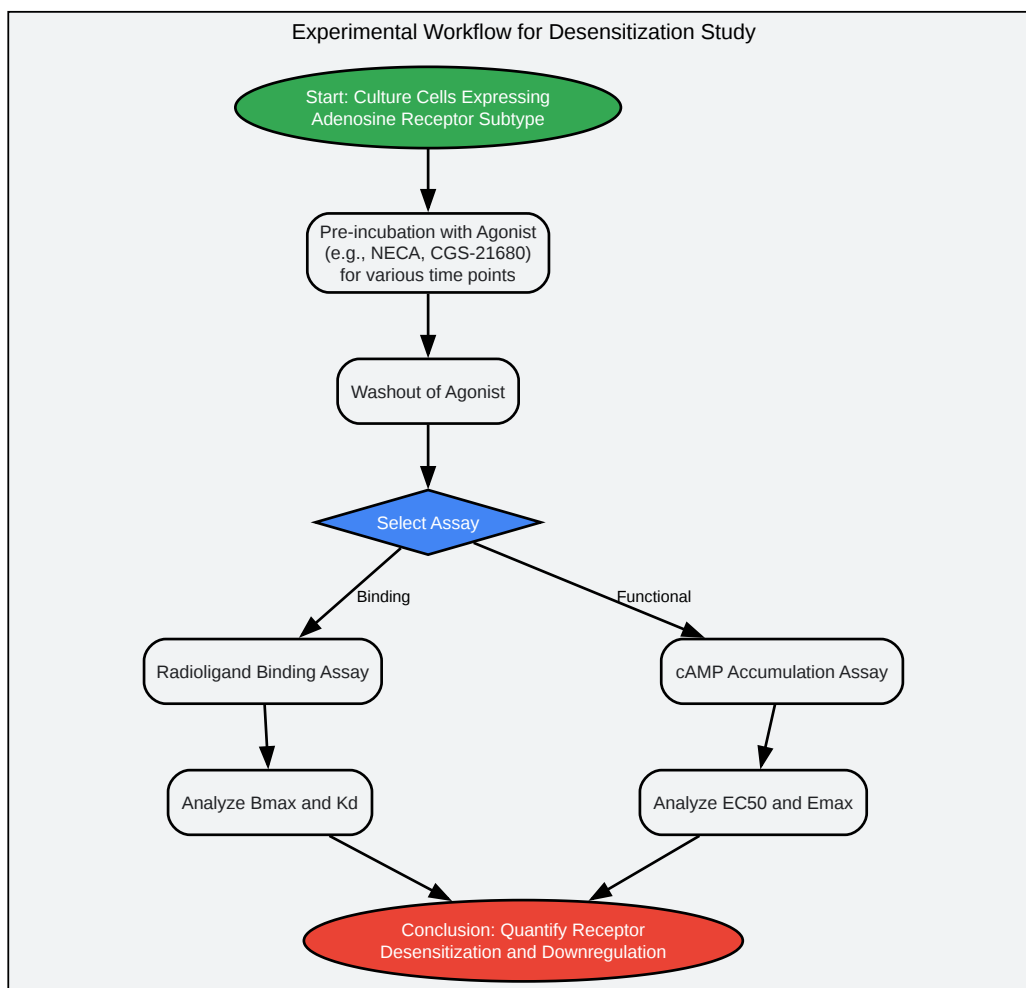 Experimental Workflow for Desensitization Study
Start: Culture Cells Expressing
Adenosine Receptor Subtype
Pre-incubation with Agonist
(e.g., NECA, CGS-21680)
for various time points
Washout of Agonist
Select Assay
Binding
Functional
Radioligand Binding Assay
cAMP Accumulation Assay
Analyze Bmax and Kd
Analyze EC50 and Emax
Conclusion: Quantify Receptor
Desensitization and Downregulation